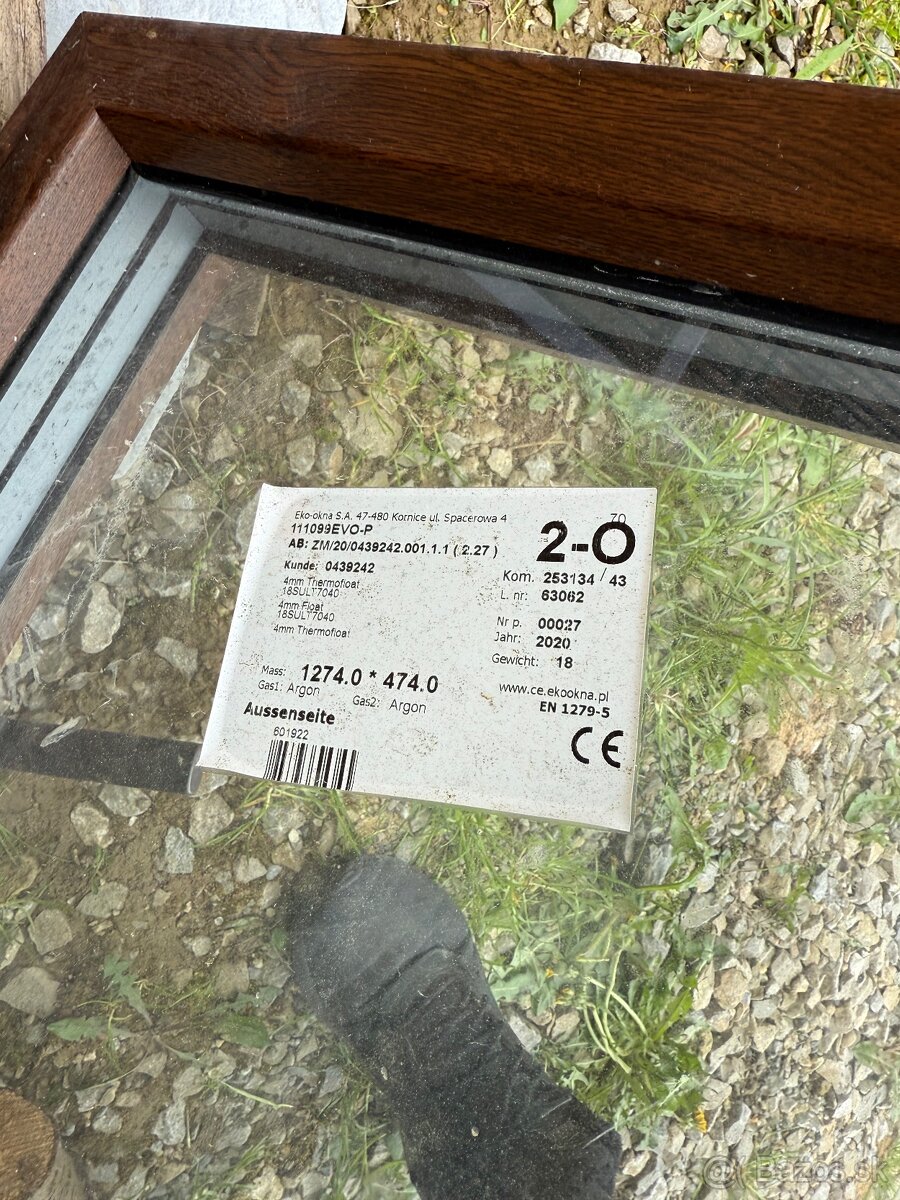 Eko-okna S.A. 47-480 Kornice ul. Spacerowa 4
70
111099EVO-P
2-O
AB: ZM/20/0439242.001.1.1 ( 2.27 )
Kunde: 0439242
Kom. 253134 / 43
4mm Thermofloat
18SULT7040
L. nr: 63062
4mm Float
18SULT7040
Nr p. 00027
4mm Thermofloat
Jahr: 2020
Gewicht: 18
Mass: 1274.0 * 474.0
Gas1: Argon Gas2: Argon
www.ce.ekookna.pl
EN 1279-5
Aussenseite
601922
CE
Bazos.sk